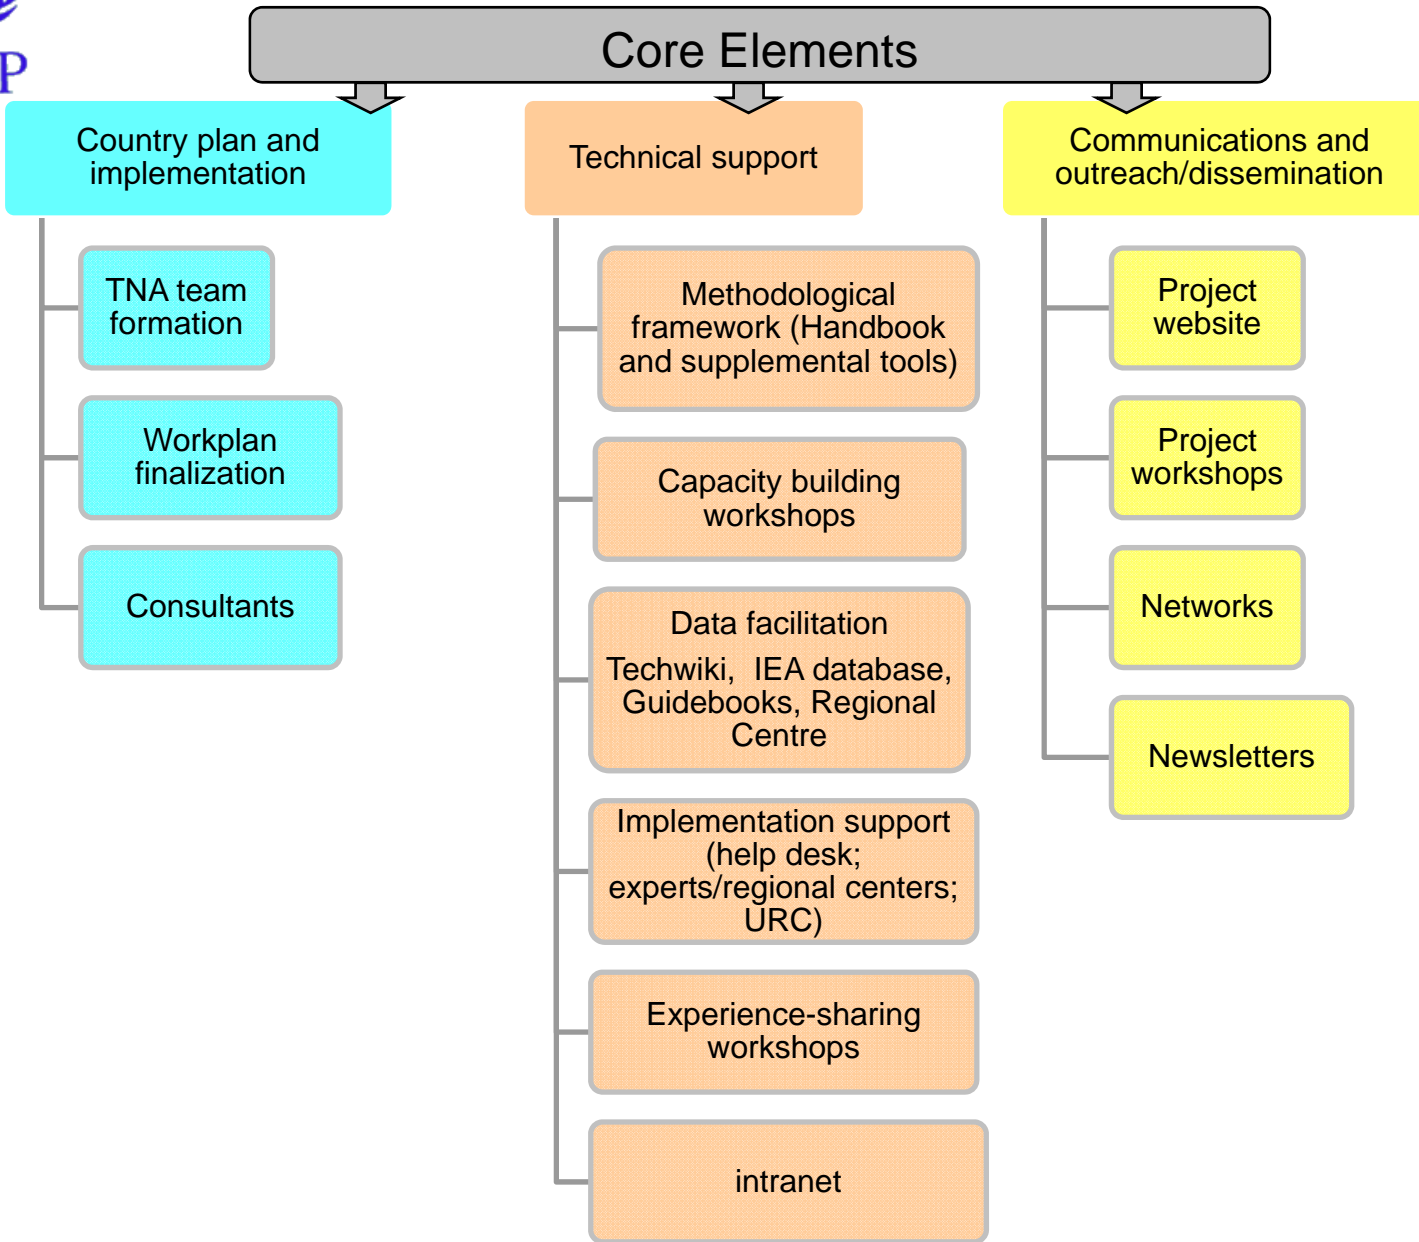 P
Core Elements
Country plan and
implementation
TNA team
formation
Workplan
finalization
Consultants
Technical support
Methodological
framework (Handbook
and supplemental tools)
Capacity building
workshops
Data facilitation
Techwiki, IEA database,
Guidebooks, Regional
Centre
Implementation support
(help desk;
experts/regional centers;
URC)
Experience-sharing
workshops
intranet
Communications and
outreach/dissemination
Project
website
Project
workshops
Networks
Newsletters